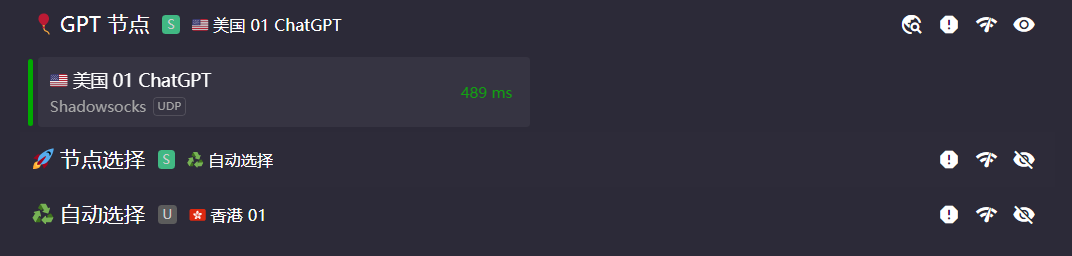 GPT 节点 S 美国 01 ChatGPT
美国 01 ChatGPT
489 ms
Shadowsocks UDP
节点选择 S 自动选择
自动选择 U 香港 01